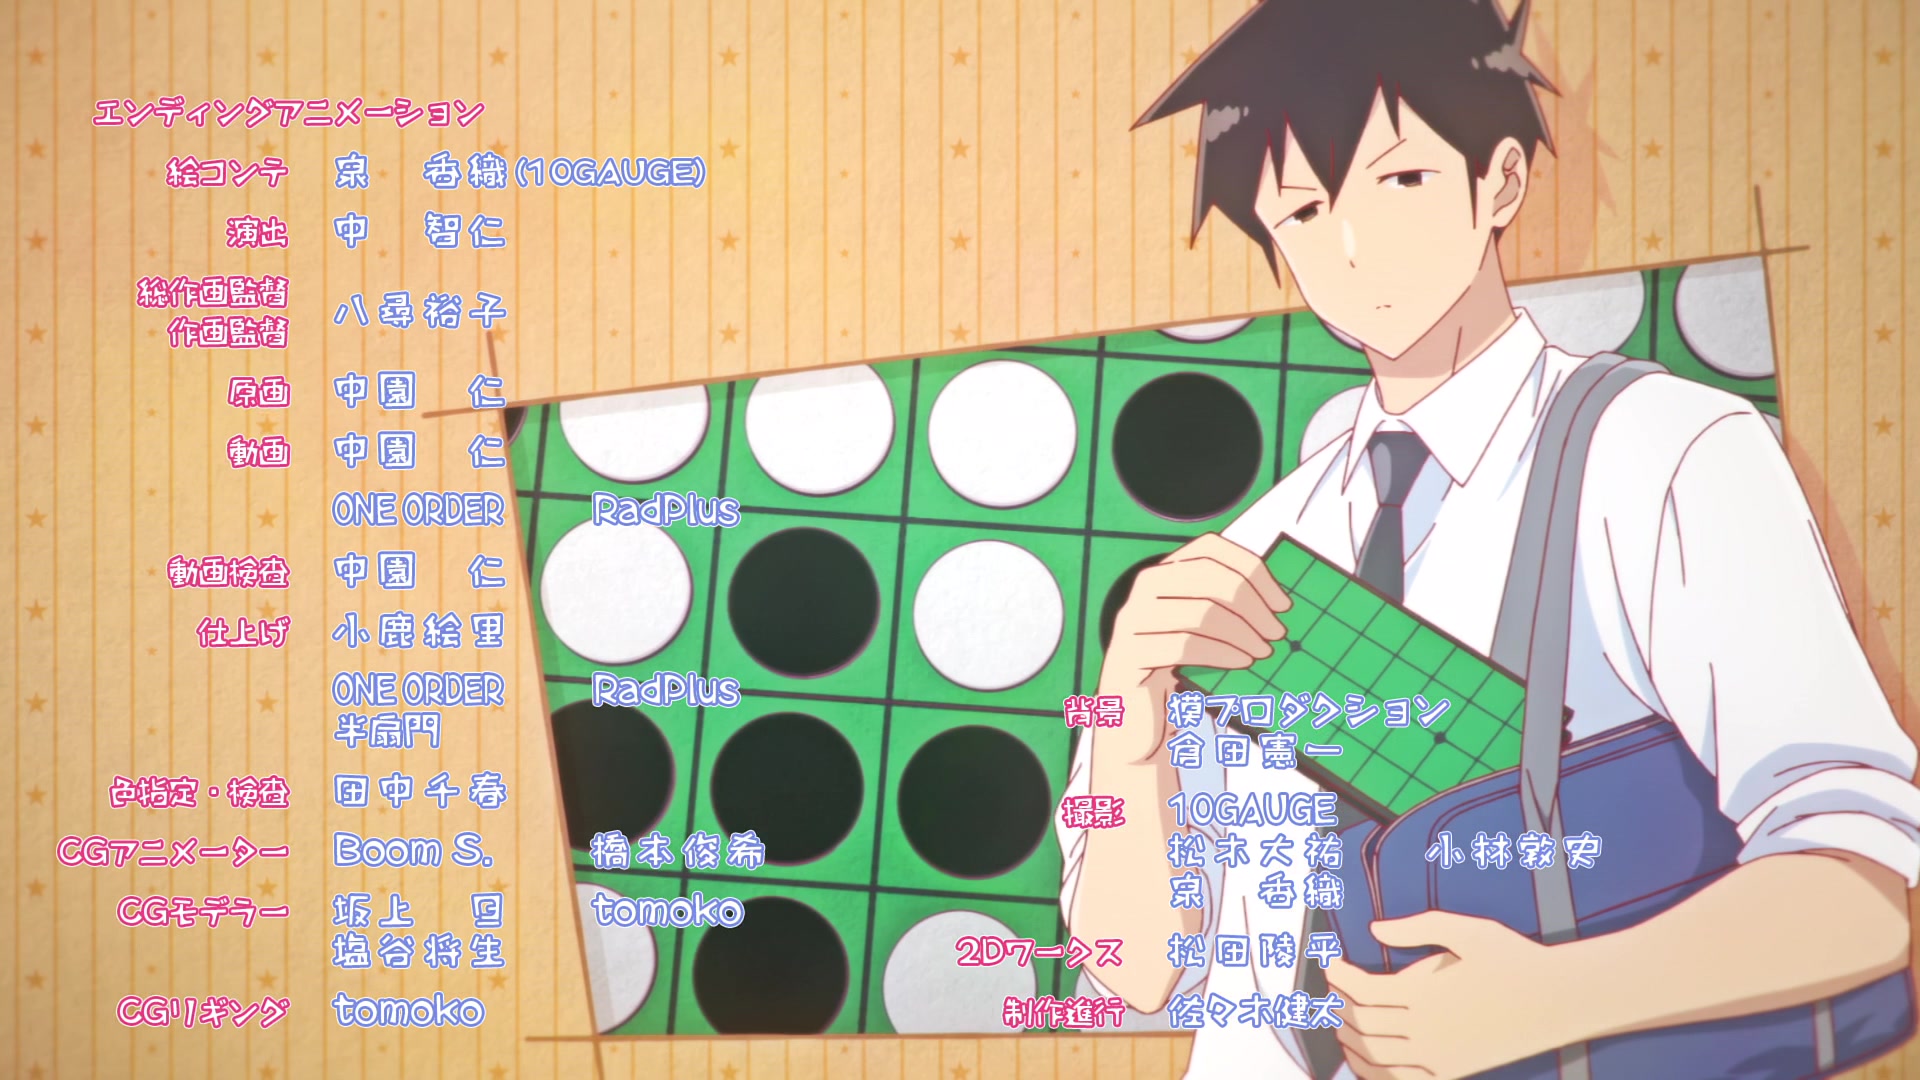 エンディングアニメーション
絵コンテ 泉 香織(10GAUGE)
演出 中 智仁
総作画監督
作画監督 八尋裕子
原画 中園 仁
動画 中園 仁
ONE ORDER RadPlus
動画検査 中園 仁
仕上げ 小鹿絵里
ONE ORDER RadPlus
半扇門
色指定・検査 田中千春
CGアニメーター Boom S. 橋本俊希
CGモデラー 坂上 旦 tomoko
塩谷将生
CGリギング tomoko
背景 獏プロダクション
倉田憲一
撮影 10GAUGE
松木大祐 小林敦史
泉 香織
2Dワークス 松田陵平
制作進行 佐々木健太